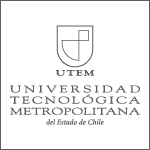 UTEM
UNIVERSIDAD
TECNOLÓGICA
METROPOLITANA
del Estado de Chile